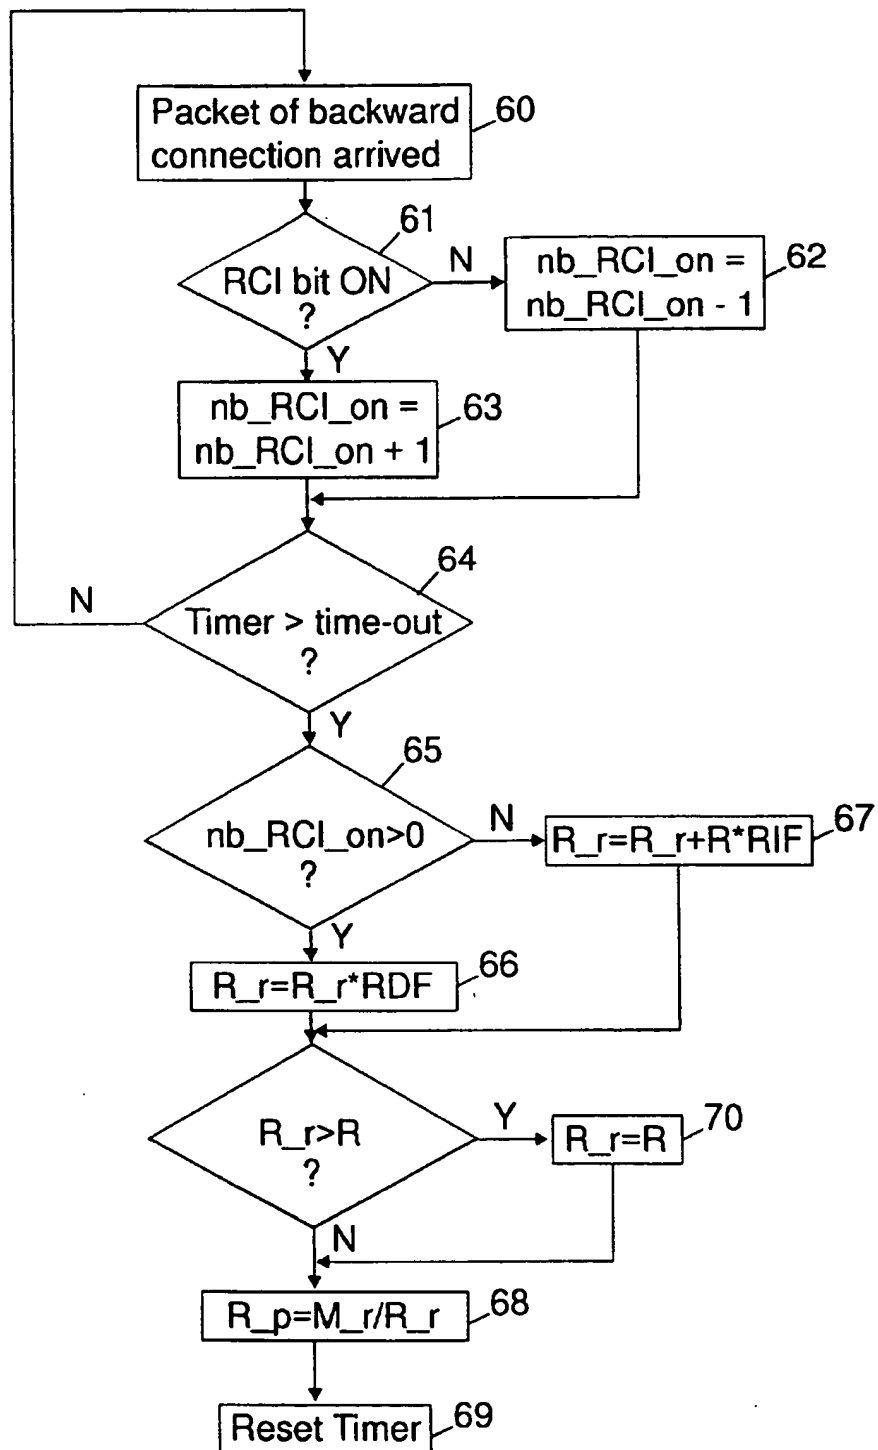 Packet of backward
connection arrived
60
61
RCI bit ON
?
N
nb_RCI_on =
nb_RCI_on - 1
62
Y
nb_RCI_on =
nb_RCI_on + 1
63
64
N
Timer > time-out
?
Y
65
nb_RCI_on>0
?
N
R_r=R_r+R*RIF
67
Y
R_r=R_r*RDF
66
R_r>R
?
Y
R_r=R
70
N
R_p=M_r/R_r
68
Reset Timer
69